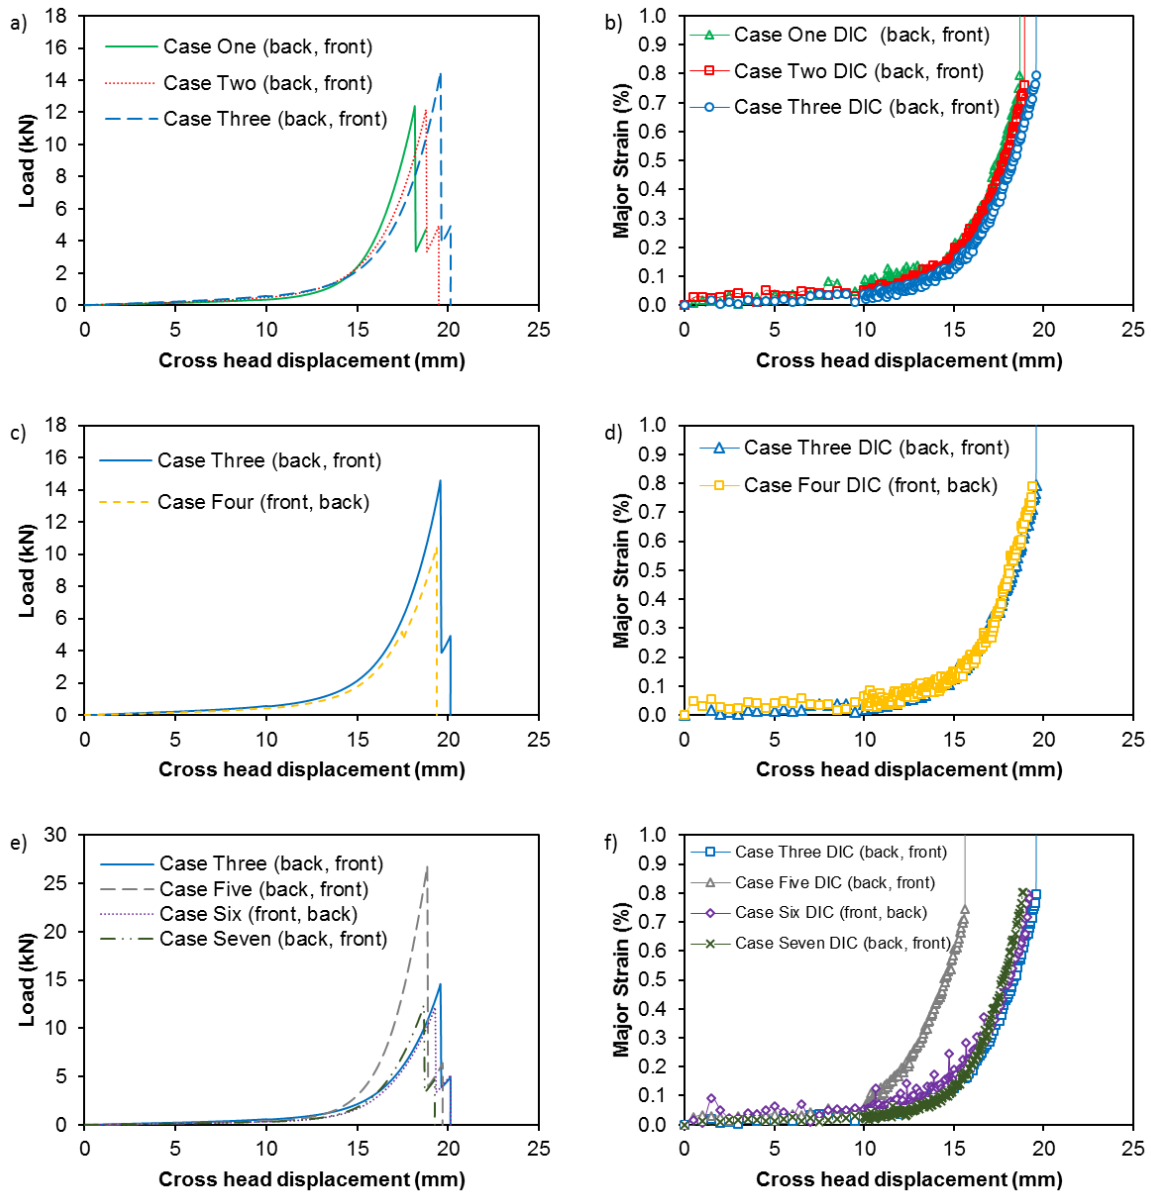 a)
18
16
14
12
10
8
6
4
2
0
Load (kN)
Case One (back, front)
Case Two (back, front)
Case Three (back, front)
0 5 10 15 20 25
Cross head displacement (mm)
b)
1.0
0.9
0.8
0.7
0.6
0.5
0.4
0.3
0.2
0.1
0.0
Major Strain (%)
Case One DIC (back, front)
Case Two DIC (back, front)
Case Three DIC (back, front)
0 5 10 15 20 25
Cross head displacement (mm)
c)
18
16
14
12
10
8
6
4
2
0
Load (kN)
Case Three (back, front)
Case Four (front, back)
0 5 10 15 20 25
Cross head displacement (mm)
d)
1.0
0.9
0.8
0.7
0.6
0.5
0.4
0.3
0.2
0.1
0.0
Major Strain (%)
Case Three DIC (back, front)
Case Four DIC (front, back)
0 5 10 15 20 25
Cross head displacement (mm)
e)
30
25
20
15
10
5
0
Load (kN)
Case Three (back, front)
Case Five (back, front)
Case Six (front, back)
Case Seven (back, front)
0 5 10 15 20 25
Cross head displacement (mm)
f)
1.0
0.9
0.8
0.7
0.6
0.5
0.4
0.3
0.2
0.1
0.0
Major Strain (%)
Case Three DIC (back, front)
Case Five DIC (back, front)
Case Six DIC (front, back)
Case Seven DIC (back, front)
0 5 10 15 20 25
Cross head displacement (mm)